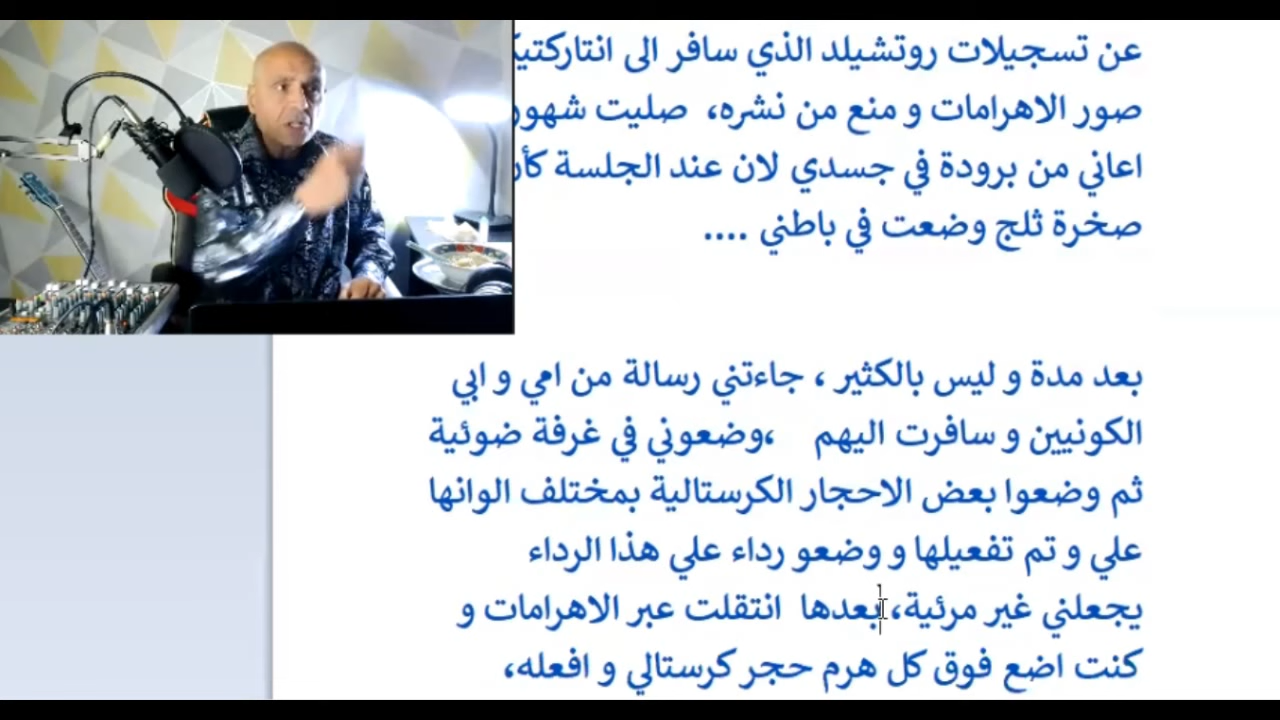 عن تسجيلات روتشيلد الذي سافر الى
صور الاهرامات و منع من نشره، صليت
اعاني من برودة في جسدي لان عند الجلسة
صخرة ثلج وضعت في باطني ....
بعد مدة و ليس بالكثير ، جاءتني رسالة من امي و ابي
الكونيين و سافرت اليهم ،وضعوني في غرفة ضوئية
ثم وضعوا بعض الاحجار الكرستالية بمختلف الوانها
علي و تم تفعيلها و وضعو رداء علي هذا الرداء
يجعلني غير مرئية، بعدها انتقلت عبر الاهرامات و
كنت اضع فوق كل هرم حجر كرستالي و افعله،